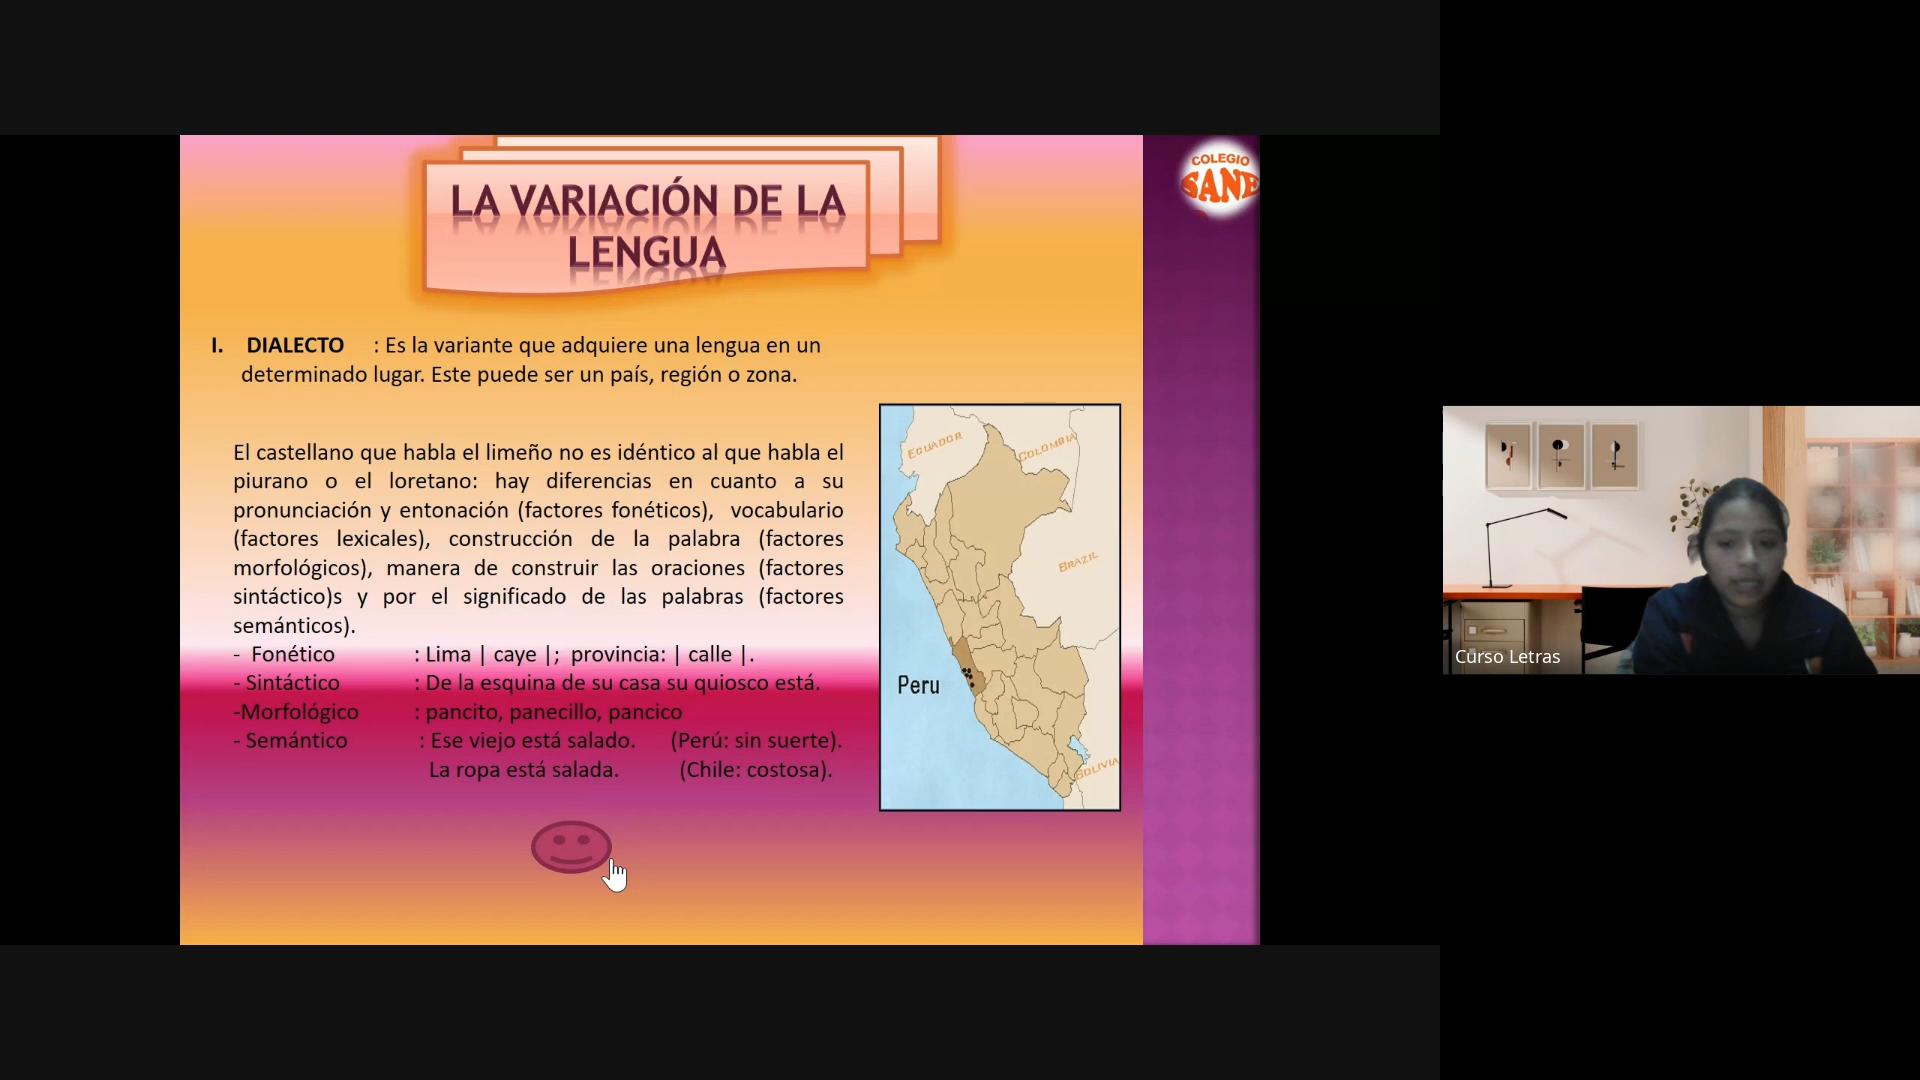 LA VARIACIÓN DE LA
LENGUA
COLEGIO
SANE
I. DIALECTO : Es la variante que adquiere una lengua en un
determinado lugar. Este puede ser un país, región o zona.
El castellano que habla el limeño no es idéntico al que habla el
piurano o el loretano: hay diferencias en cuanto a su
pronunciación y entonación (factores fonéticos), vocabulario
(factores lexicales), construcción de la palabra (factores
morfológicos), manera de construir las oraciones (factores
sintáctico)s y por el significado de las palabras (factores
semánticos).
- Fonético : Lima | caye |; provincia: | calle |.
- Sintáctico : De la esquina de su casa su quiosco está.
-Morfológico : pancito, panecillo, pancico
- Semántico : Ese viejo está salado. (Perú: sin suerte).
La ropa está salada. (Chile: costosa).
ECUADOR
COLOMBIA
BRAZIL
Peru
BOLIVIA
Curso Letras